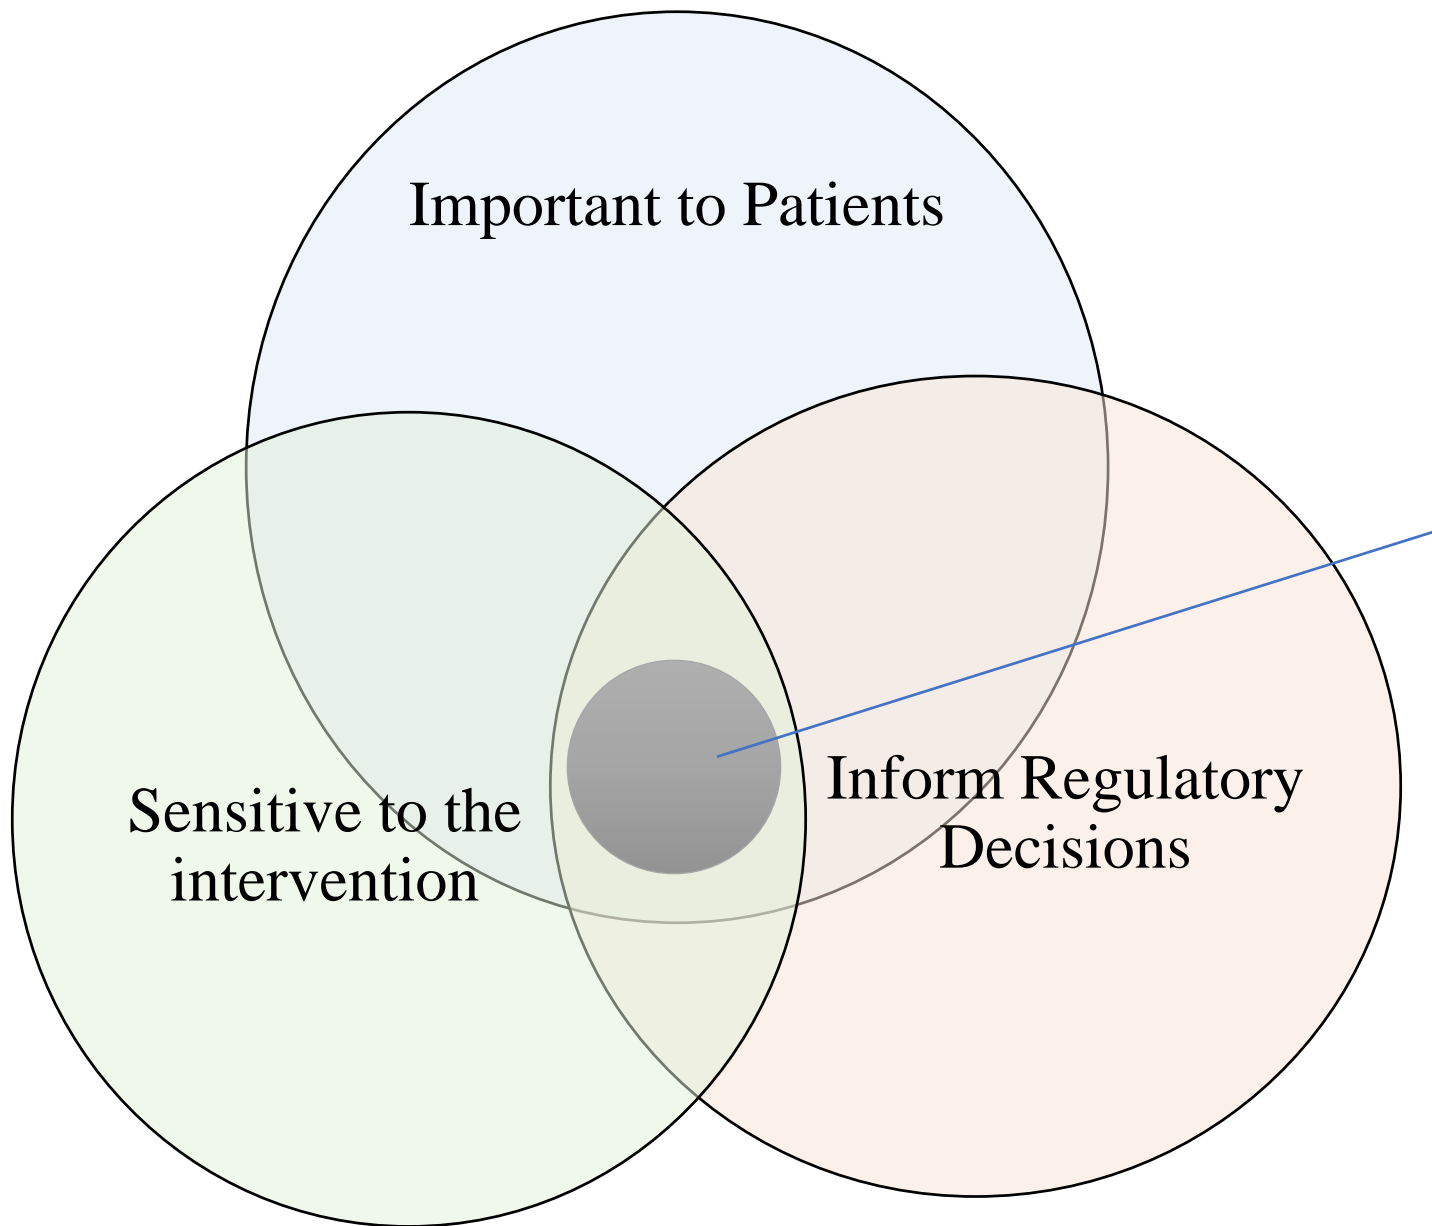 Important to Patients
Sensitive to the
intervention
Inform Regulatory
Decisions